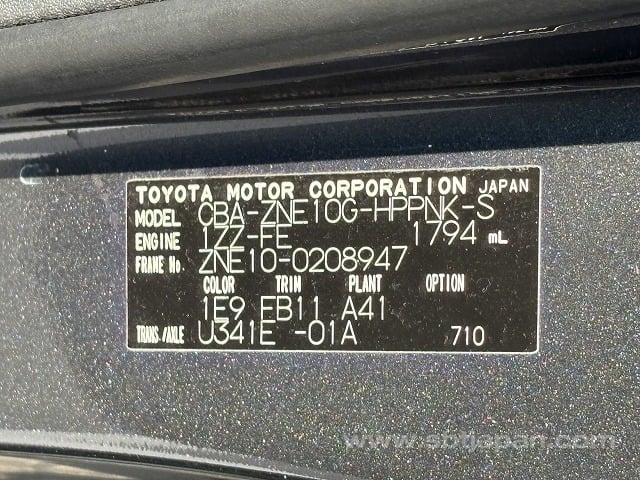 TOYOTA MOTOR CORPORATION JAPAN
MODEL CBA-ZNE10G-HPPNK-S
ENGINE 1ZZ-FE 1794 mL
FRAME No. ZNE10-0208947
COLOR TRIM PLANT OPTION
1E9 EB11 A41
TRANS./AXLE U341E -01A 710
www.sbtjapan.com